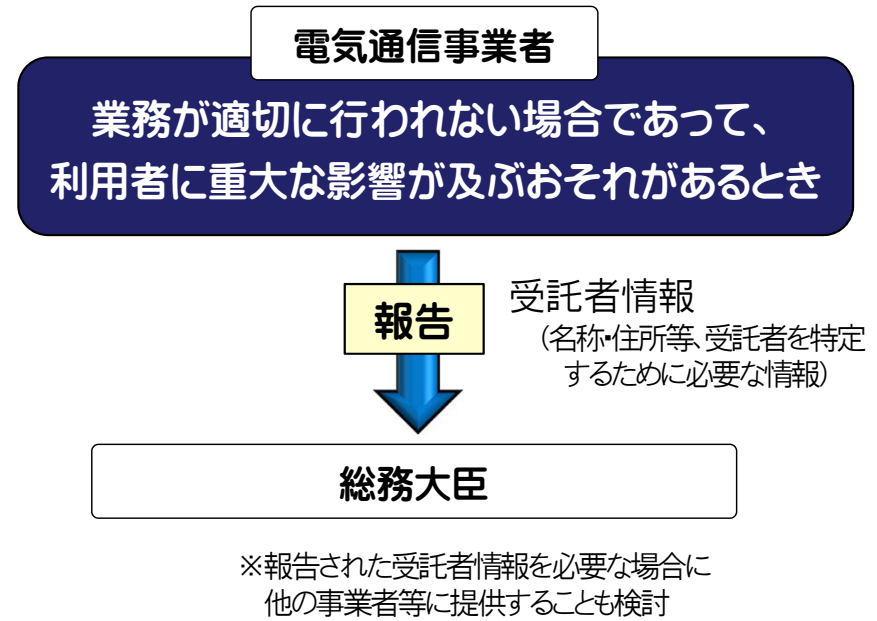 電気通信事業者
業務が適切に行われない場合であって、
利用者に重大な影響が及ぶおそれがあるとき
報告
受託者情報
（名称・住所等、受託者を特定
するために必要な情報）
総務大臣
※報告された受託者情報を必要な場合に
他の事業者等に提供することも検討